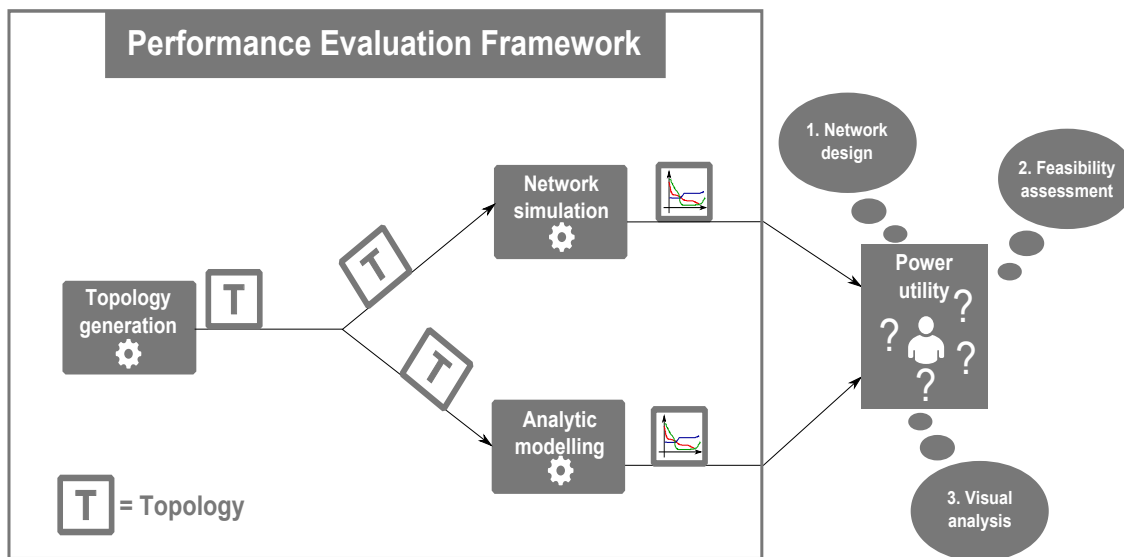 Performance Evaluation Framework
1. Network
design
2. Feasibility
assessment
Network
simulation
T
Power
utility
?
?
?
?
Topology
generation
T
T
Analytic
modelling
T = Topology
3. Visual
analysis